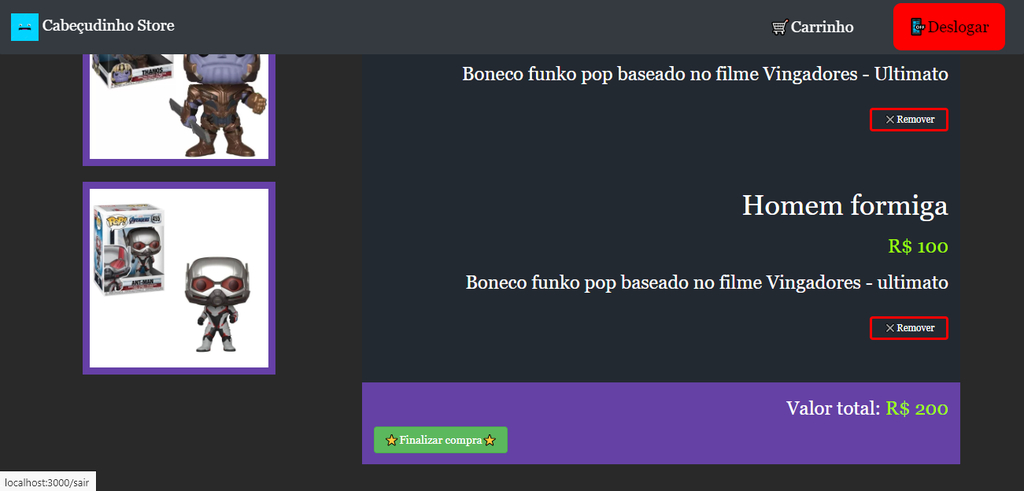 Cabeçudinho Store
Carrinho
OFF
Deslogar
THANOS
Boneco funko pop baseado no filme Vingadores - Ultimato
Remover
POP!
AVENGERS
455
ANT-MAN
Homem formiga
R$ 100
Boneco funko pop baseado no filme Vingadores - ultimato
Remover
Valor total: R$ 200
Finalizar compra
localhost:3000/sair